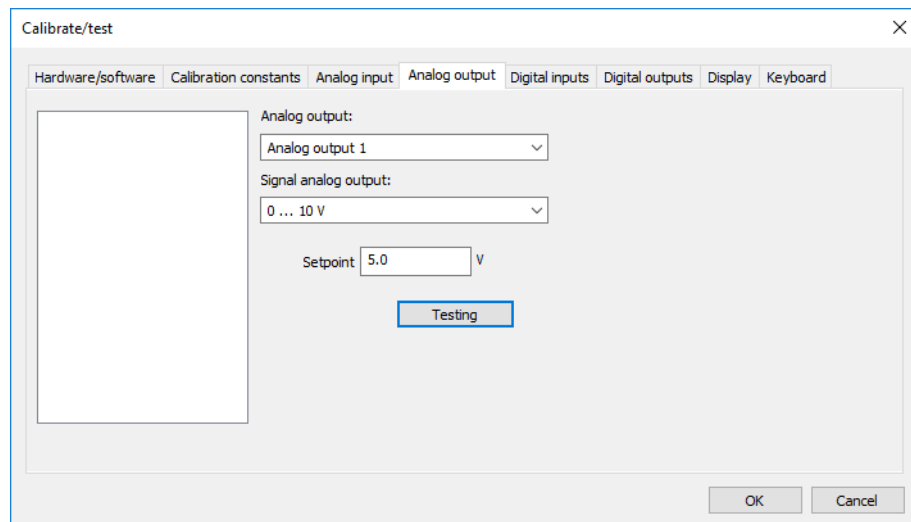 Calibrate/test
Hardware/software Calibration constants Analog input Analog output Digital inputs Digital outputs Display Keyboard
Analog output:
Analog output 1
Signal analog output:
0 ... 10 V
Setpoint 5.0 V
Testing
OK Cancel